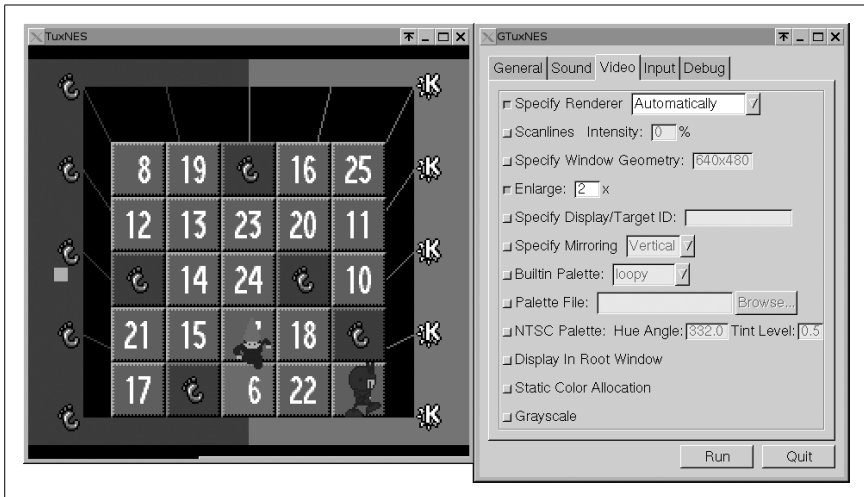 TuxNES
8 19 16 25
12 13 23 20 11
14 24 10
21 15 18
17 6 22
K
K
K
K
K
GTuxNES
General Sound Video Input Debug
Specify Renderer Automatically
Scanlines Intensity: 0 %
Specify Window Geometry: 640x480
Enlarge: 2 x
Specify Display/Target ID:
Specify Mirroring Vertical
Builtin Palette: loopy
Palette File: Browse...
NTSC Palette: Hue Angle: 332.0 Tint Level: 0.5
Display In Root Window
Static Color Allocation
Grayscale
Run Quit